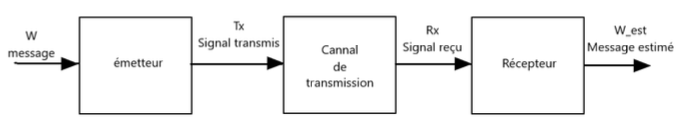 W
message
émetteur
Tx
Signal transmis
Cannal
de
transmission
Rx
Signal reçu
Récepteur
W_est
Message estimé